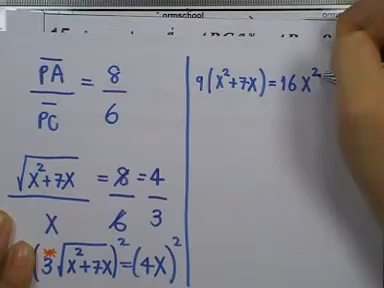 ormschool
PA/PC = 8/6
√(x²+7x)/x = 8/6 = 4/3
(3√(x²+7x))² = (4x)²
9(x²+7x)=16x²